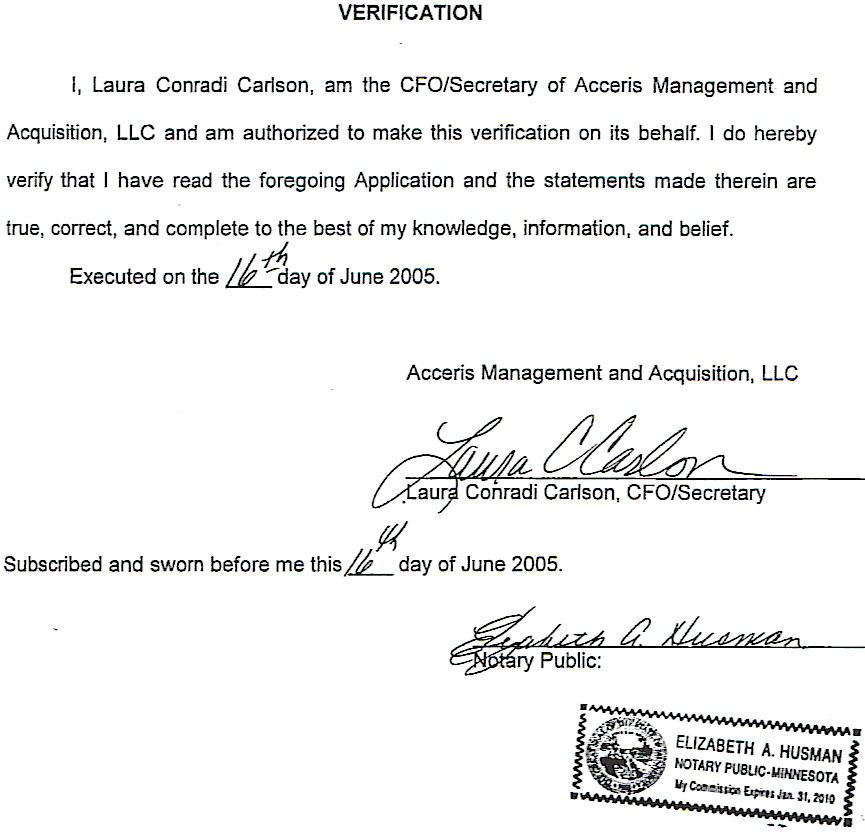 VERIFICATION
I, Laura Conradi Carlson, am the CFO/Secretary of Acceris Management and
Acquisition, LLC and am authorized to make this verification on its behalf. I do hereby
verify that I have read the foregoing Application and the statements made therein are
true, correct, and complete to the best of my knowledge, information, and belief.
Executed on the 16th day of June 2005.
Acceris Management and Acquisition, LLC
Laura C Carlson
Laura Conradi Carlson, CFO/Secretary
Subscribed and sworn before me this 16th day of June 2005.
Elizabeth A. Husman
Notary Public:
ELIZABETH A. HUSMAN
NOTARY PUBLIC-MINNESOTA
My Commission Expires Jan. 31, 2010